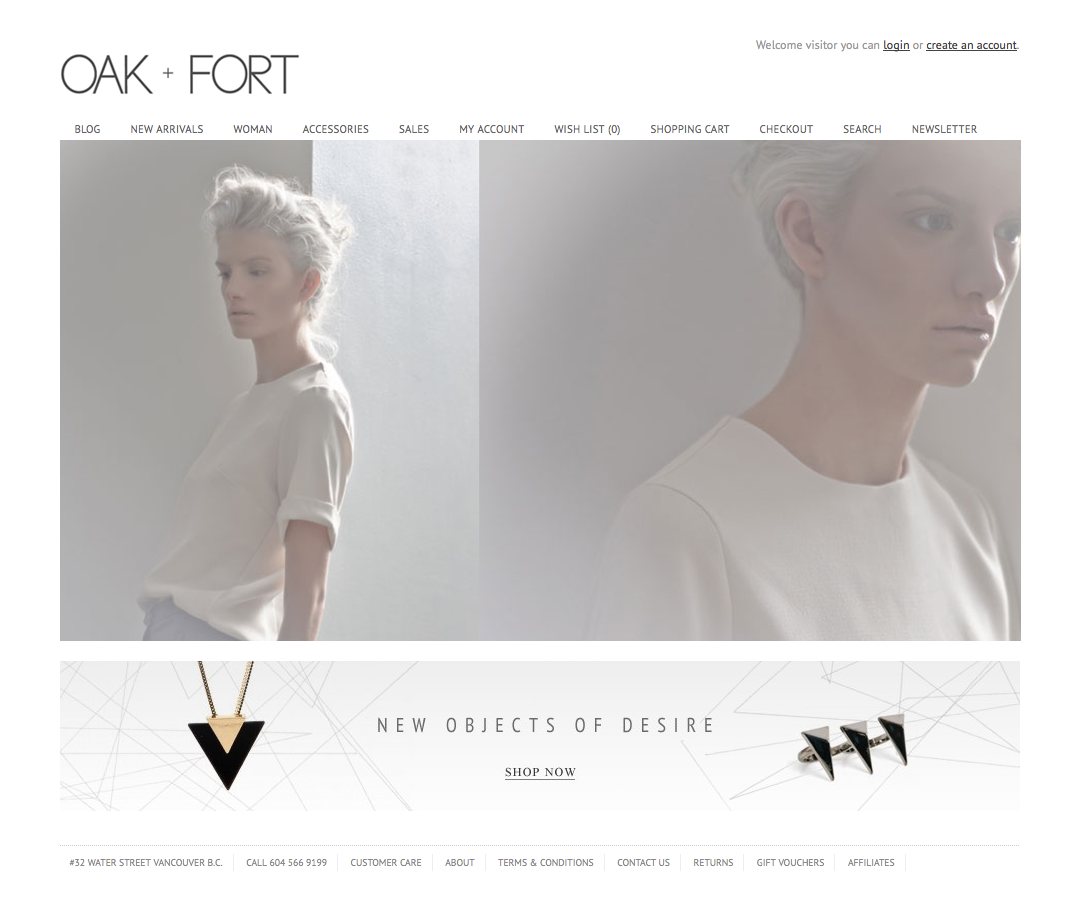 Welcome visitor you can login or create an account.
OAK + FORT
BLOG NEW ARRIVALS WOMAN ACCESSORIES SALES MY ACCOUNT WISH LIST (0) SHOPPING CART CHECKOUT SEARCH NEWSLETTER
NEW OBJECTS OF DESIRE
SHOP NOW
#32 WATER STREET VANCOUVER B.C. CALL 604 566 9199 CUSTOMER CARE ABOUT TERMS & CONDITIONS CONTACT US RETURNS GIFT VOUCHERS AFFILIATES